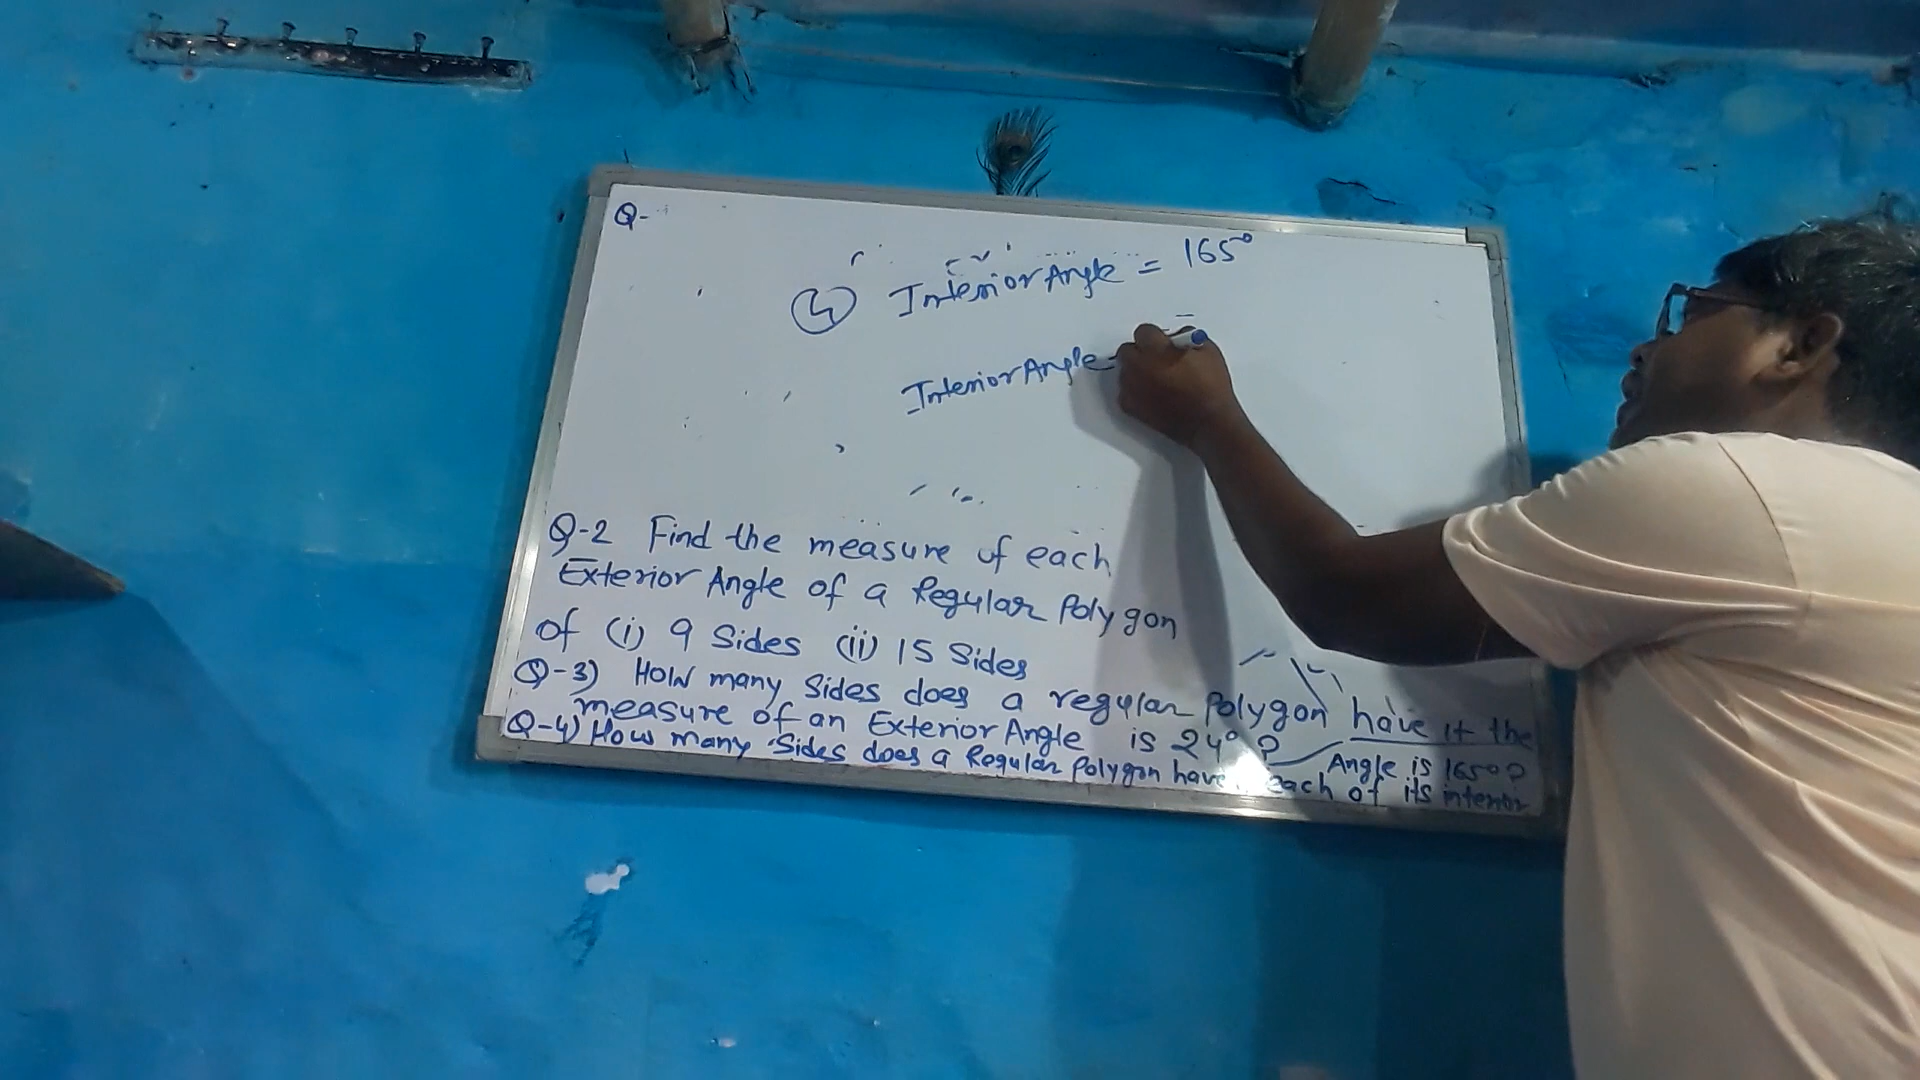 Q-
④ Interior Angle = 165°
Interior Angle
Q-2 Find the measure of each
Exterior Angle of a Regular Polygon
of (i) 9 Sides (ii) 15 Sides
Q-3) How many Sides does a regular Polygon have if the
measure of an Exterior Angle is 24° ?
Q-4) How many Sides does a Regular Polygon have each of its interior
Angle is 165° ?